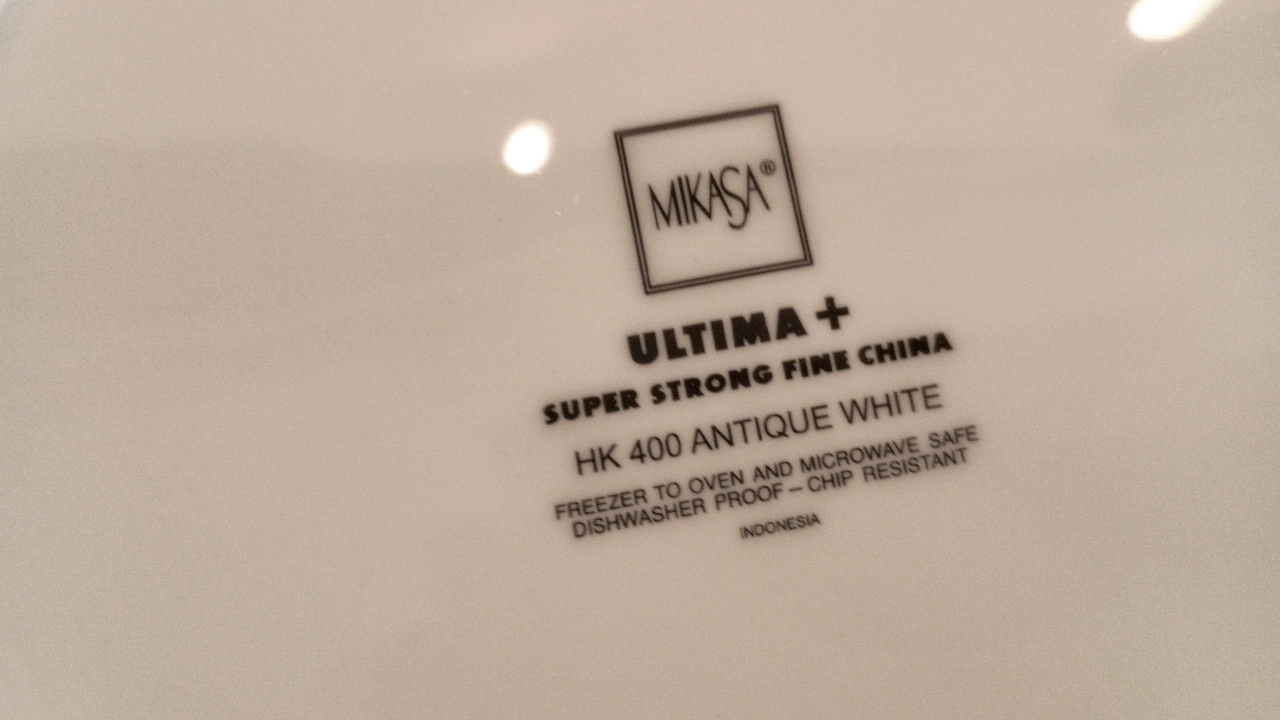 MIKASA®
ULTIMA +
SUPER STRONG FINE CHINA
HK 400 ANTIQUE WHITE
FREEZER TO OVEN AND MICROWAVE SAFE
DISHWASHER PROOF – CHIP RESISTANT
INDONESIA